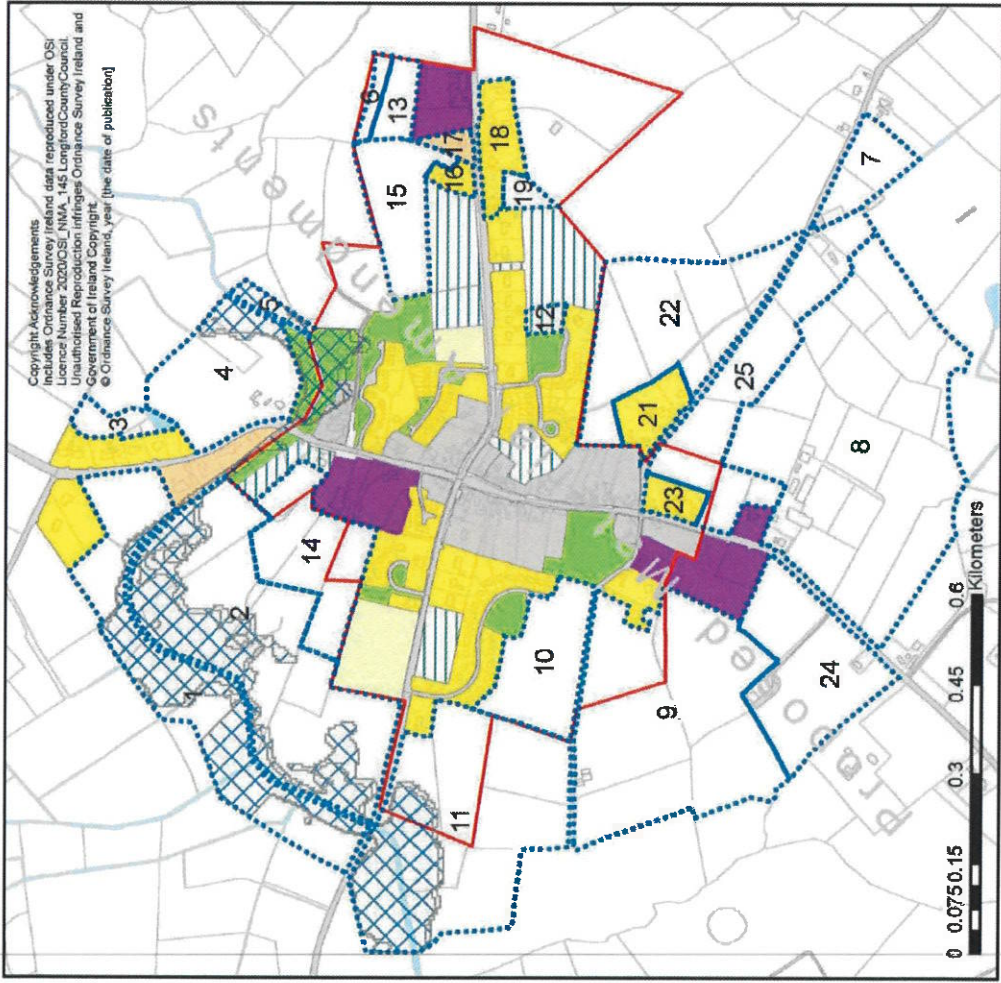 Copyright Acknowledgements
Includes Ordnance Survey Ireland data reproduced under OSI
Licence Number 2020/OSI_NMA_145 LongfordCountyCouncil.
Unauthorised Reproduction infringes Ordnance Survey Ireland and
Government of Ireland Copyright.
© Ordnance Survey Ireland, year [the date of publication]
Proposed
1
2
3
4
5
6
7
8
9
10
11
12
13
14
15
16
17
18
19
21
22
23
24
25
0 0.075 0.15 0.3 0.45 0.6
Kilometers